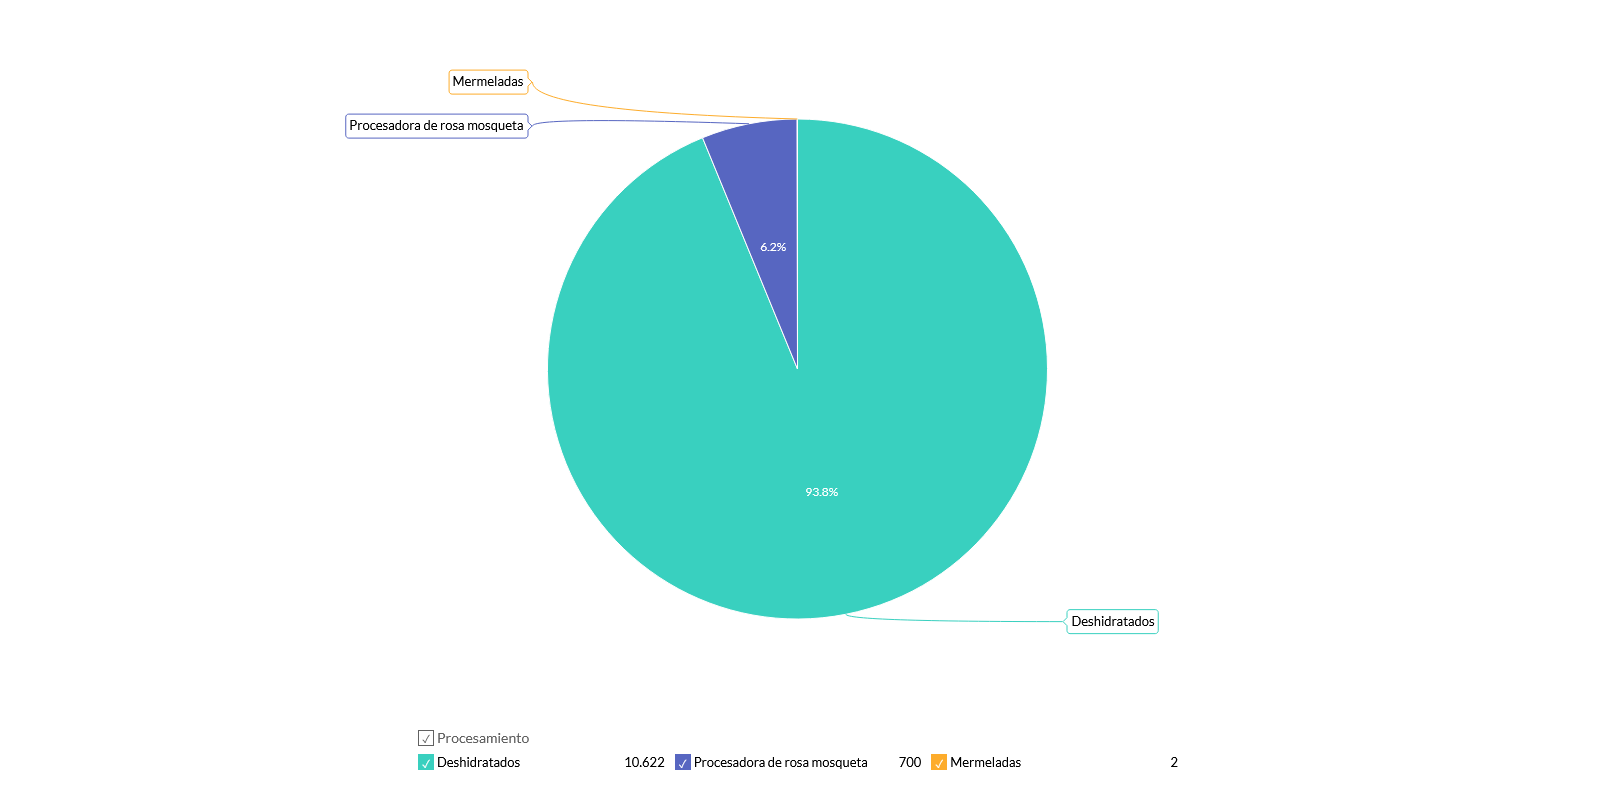 Mermeladas
Procesadora de rosa mosqueta
6.2%
93.8%
Deshidratados
Procesamiento
Deshidratados 10.622 Procesadora de rosa mosqueta 700 Mermeladas 2